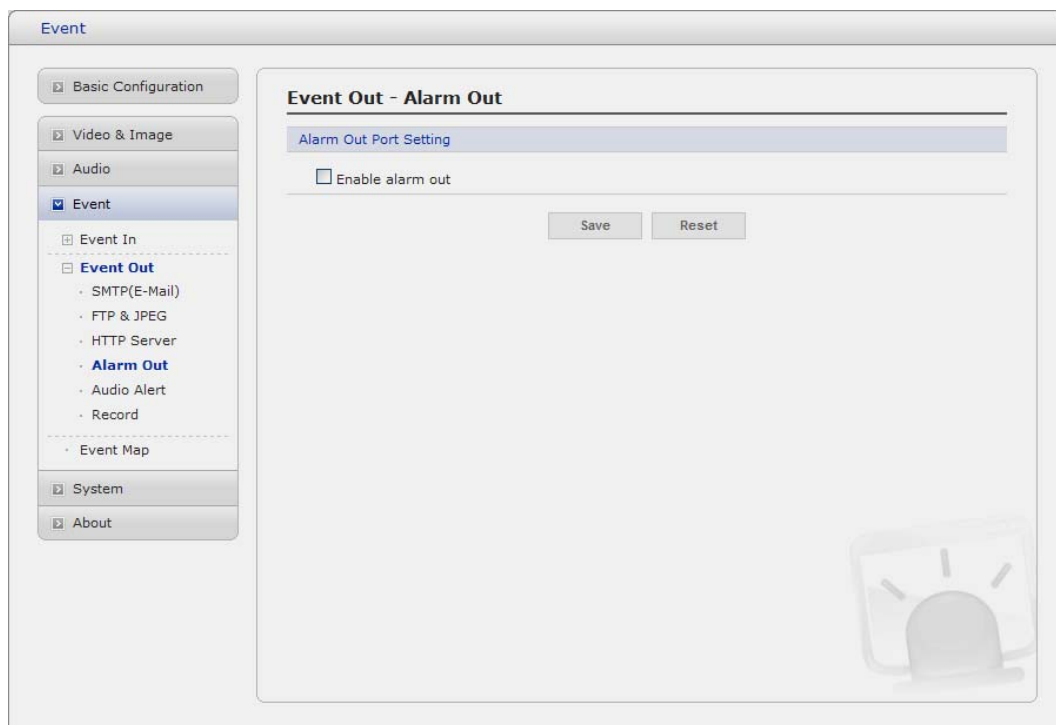 Event
Basic Configuration
Video & Image
Audio
Event
Event In
Event Out
SMTP(E-Mail)
FTP & JPEG
HTTP Server
Alarm Out
Audio Alert
Record
Event Map
System
About
Event Out - Alarm Out
Alarm Out Port Setting
Enable alarm out
Save Reset